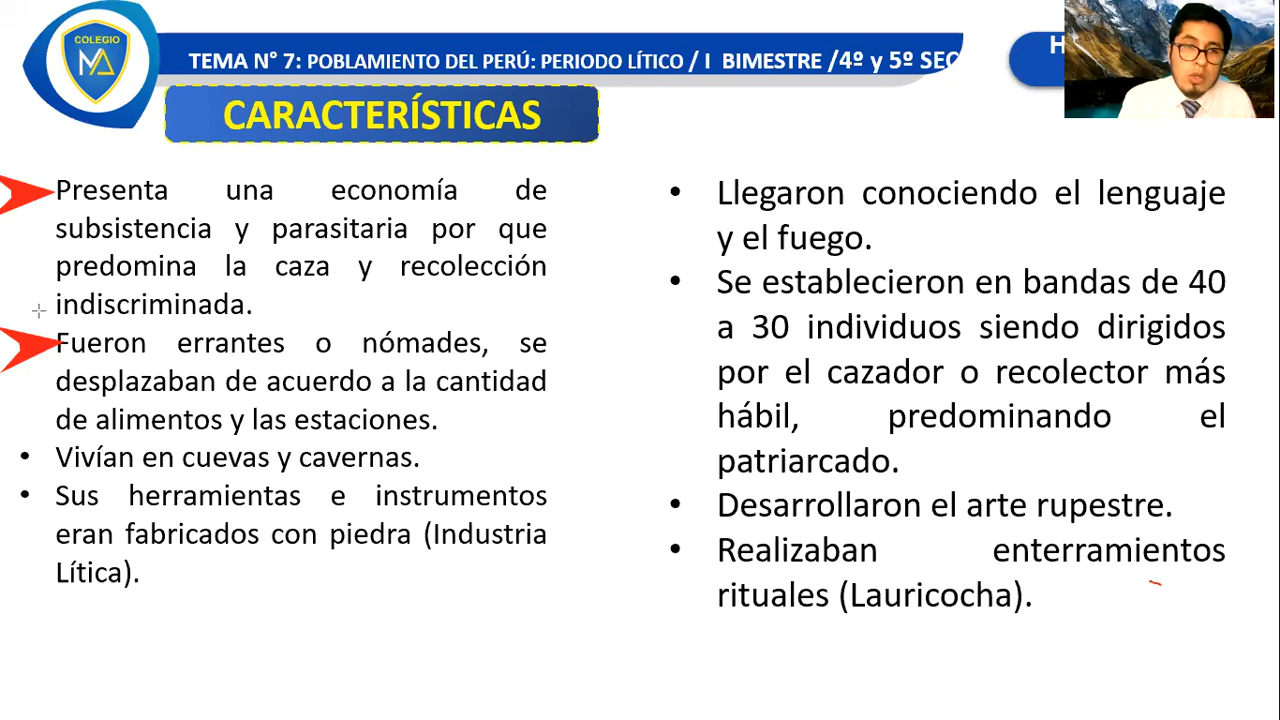 COLEGIO
MA
TEMA N° 7: POBLAMIENTO DEL PERÚ: PERIODO LÍTICO / I BIMESTRE /4º y 5º SEC
H
CARACTERÍSTICAS
Presenta una economía de
subsistencia y parasitaria por que
predomina la caza y recolección
indiscriminada.
Fueron errantes o nómades, se
desplazaban de acuerdo a la cantidad
de alimentos y las estaciones.
• Vivían en cuevas y cavernas.
• Sus herramientas e instrumentos
eran fabricados con piedra (Industria
Lítica).
• Llegaron conociendo el lenguaje
y el fuego.
• Se establecieron en bandas de 40
a 30 individuos siendo dirigidos
por el cazador o recolector más
hábil, predominando el
patriarcado.
• Desarrollaron el arte rupestre.
• Realizaban enterramientos
rituales (Lauricocha).